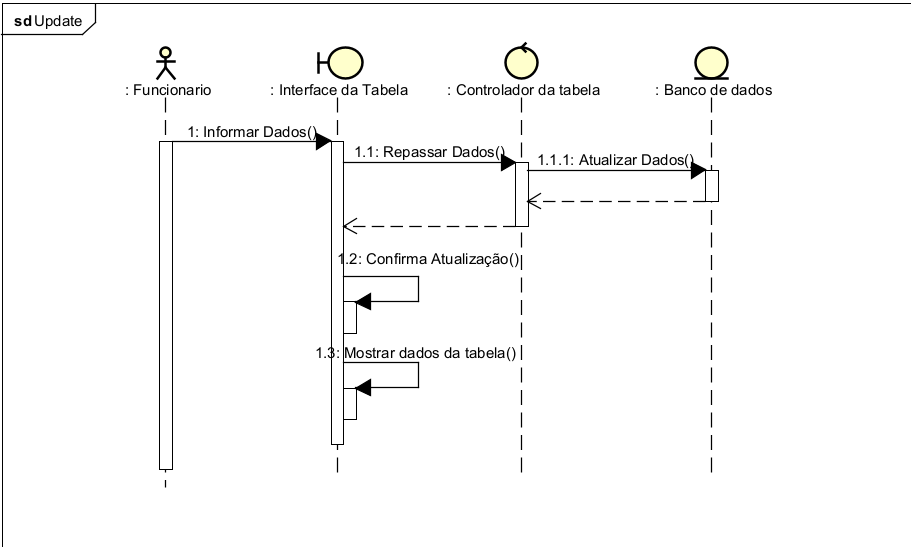 sd Update
: Funcionario
: Interface da Tabela
: Controlador da tabela
: Banco de dados
1: Informar Dados()
1.1: Repassar Dados()
1.1.1: Atualizar Dados()
1.2: Confirma Atualização()
1.3: Mostrar dados da tabela()